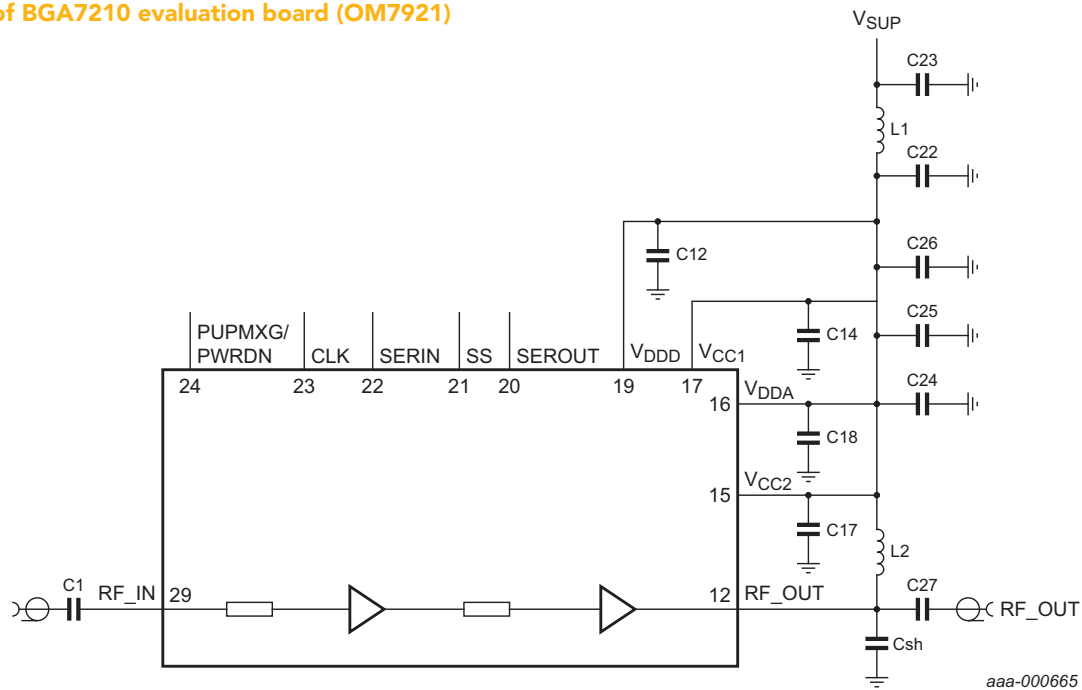 of BGA7210 evaluation board (OM7921)
VSUP
C23
L1
C22
C12
C26
C25
C14
PUPMXG/
PWRDN
CLK
SERIN
SS
SEROUT
VDDD
VCC1
24
23
22
21
20
19
17
16
VDDA
C24
C18
15
VCC2
C17
L2
C1
RF_IN
29
12
RF_OUT
C27
RF_OUT
Csh
aaa-000665